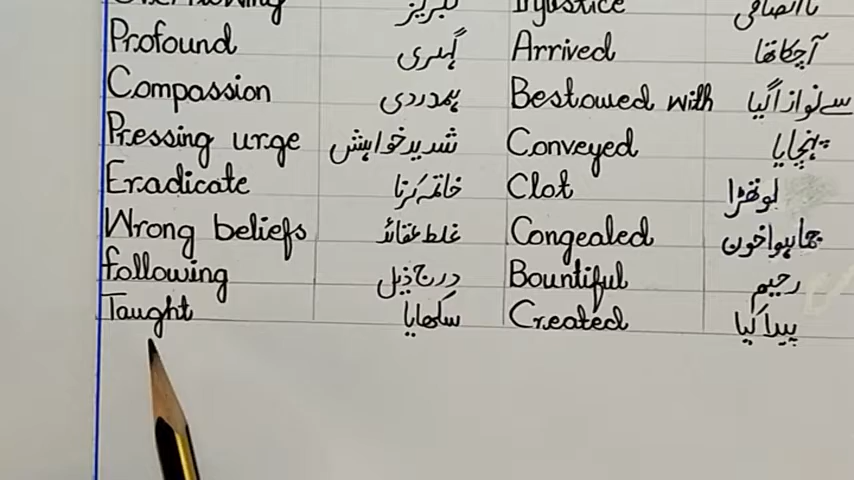 Injustice ناانصافی
Profound گہری Arrived آچکا تھا
Compassion ہمدردی Bestowed with سے نوازا گیا
Pressing urge شدید خواہش Conveyed پہنچایا
Eradicate خاتمہ کرنا Clot لوتھڑا
Wrong beliefs غلط عقائد Congealed جما ہوا خون
following درج ذیل Bountiful رحیم
Taught سکھایا Created پیدا کیا